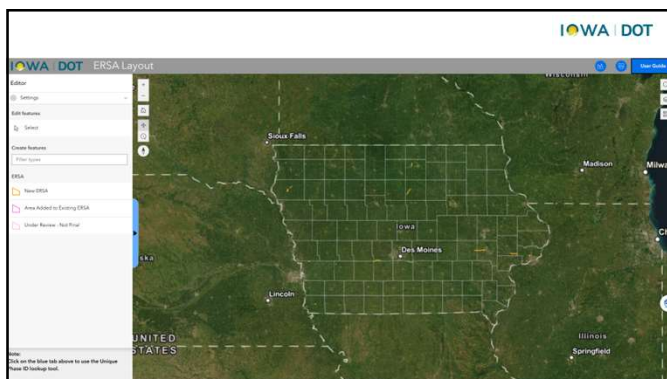 IOWA DOT
IOWA DOT ERSA Layout
User Guide
Editor
Settings
Edit features
Select
Create features
Filter types
ERSA
New ERSA
Area Added to Existing ERSA
Under Review - Not Final
Note:
Click on the blue tab above to use the Unique
Phase ID lookup tool.
Sioux Falls
Madison
Iowa
Des Moines
Lincoln
UNITED
STATES
Illinois
Springfield